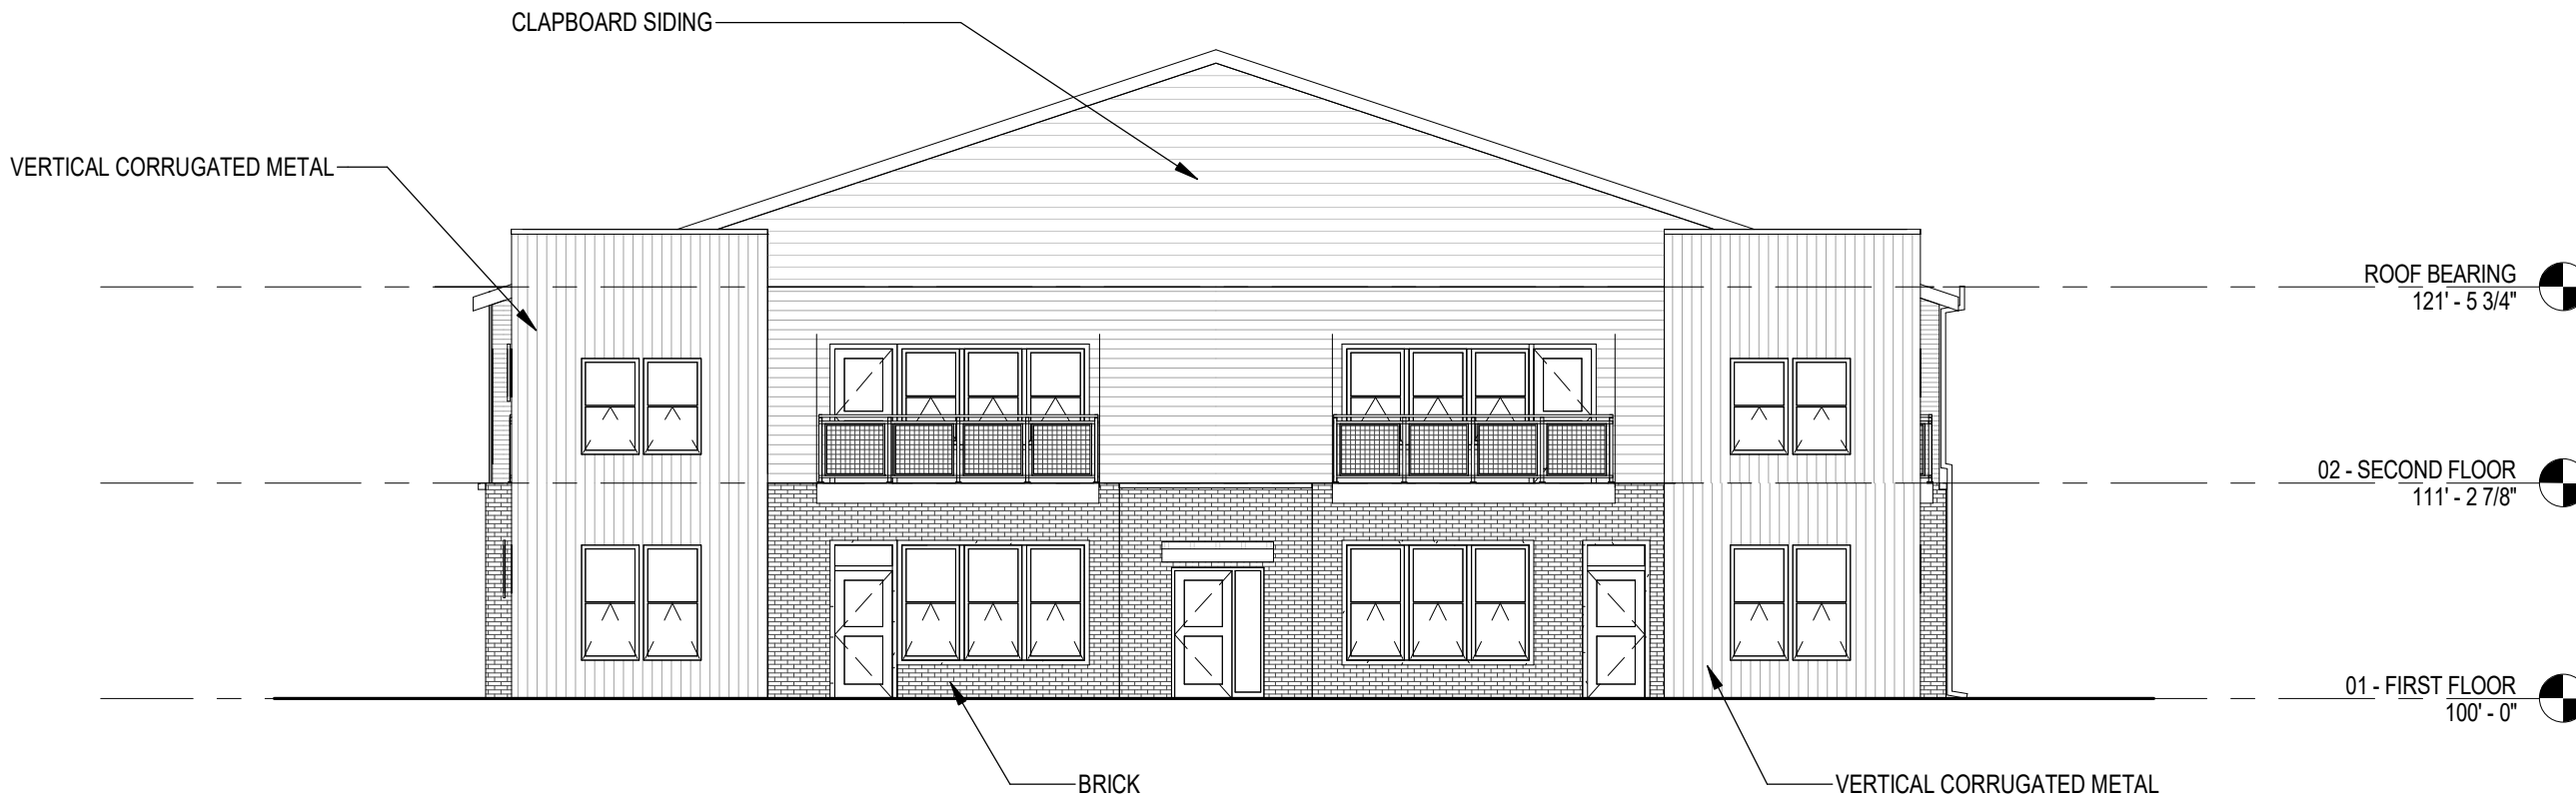 CLAPBOARD SIDING
VERTICAL CORRUGATED METAL
ROOF BEARING
121' - 5 3/4"
02 - SECOND FLOOR
111' - 2 7/8"
01 - FIRST FLOOR
100' - 0"
BRICK
VERTICAL CORRUGATED METAL